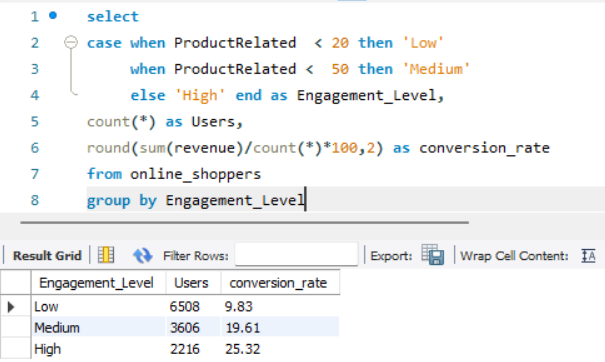 1 select
2 case when ProductRelated < 20 then 'Low'
3 when ProductRelated < 50 then 'Medium'
4 else 'High' end as Engagement_Level,
5 count(*) as Users,
6 round(sum(revenue)/count(*)*100,2) as conversion_rate
7 from online_shoppers
8 group by Engagement_Level
Result Grid Filter Rows: Export: Wrap Cell Content: IA
Engagement_Level Users conversion_rate
Low 6508 9.83
Medium 3606 19.61
High 2216 25.32